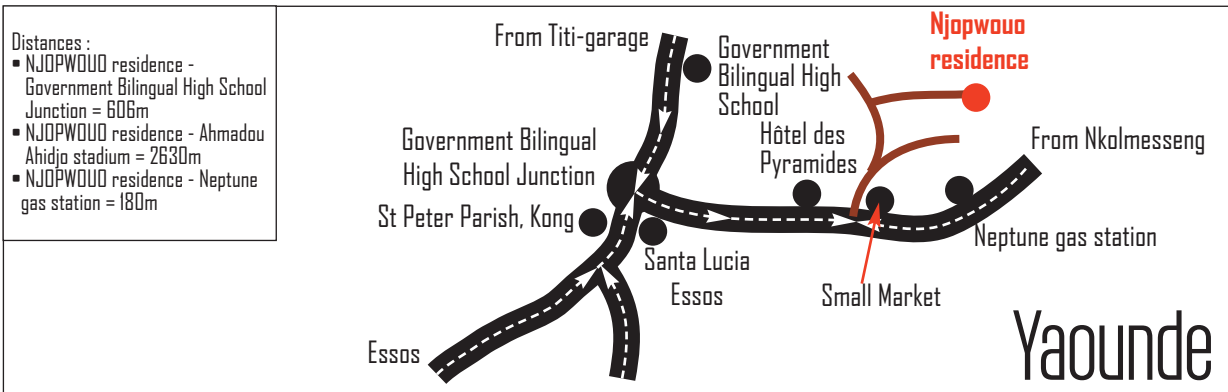 Distances :
▪ NJOPWOUO residence -
Government Bilingual High School
Junction = 606m
▪ NJOPWOUO residence - Ahmadou
Ahidjo stadium = 2630m
▪ NJOPWOUO residence - Neptune
gas station = 180m
From Titi-garage
Government
Bilingual High
School
Njopwouo
residence
Hôtel des
Pyramides
From Nkolmesseng
Government Bilingual
High School Junction
St Peter Parish, Kong
Santa Lucia
Essos
Neptune gas station
Small Market
Essos
Yaounde